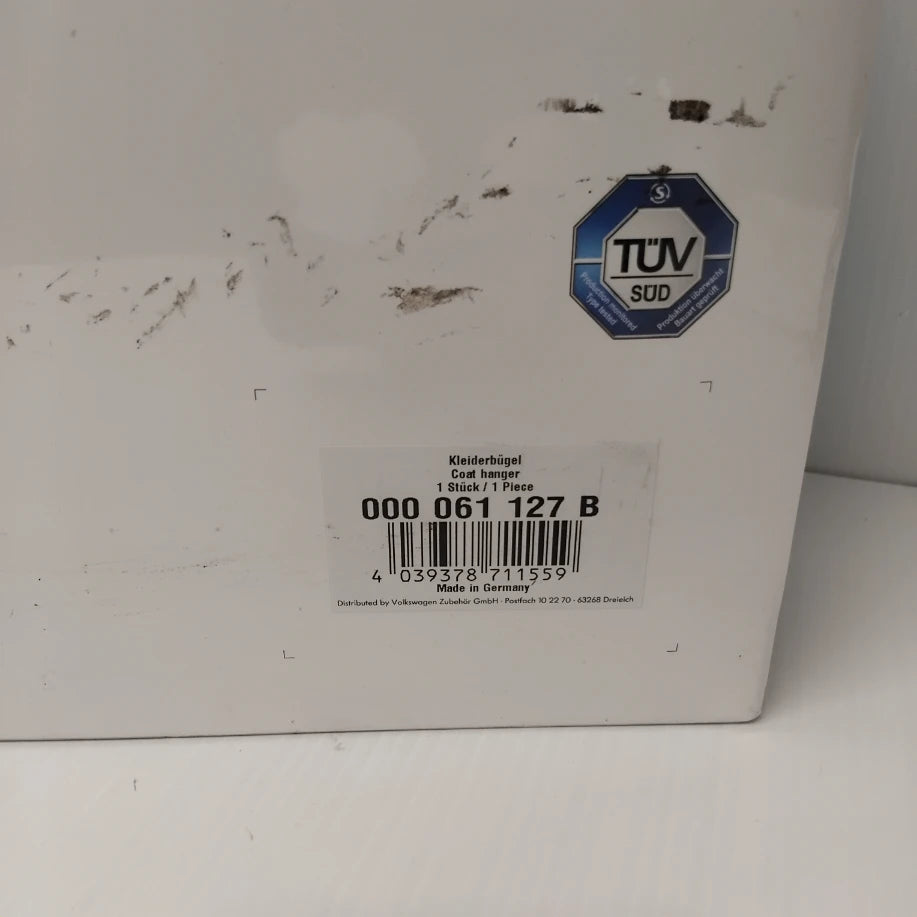 S
TÜV
SÜD
Production monitored
Type tested
Produktion überwacht
Bauart geprüft
Kleiderbügel
Coat hanger
1 Stück / 1 Piece
000 061 127 B
4 039378 711559
Made in Germany
Distributed by Volkswagen Zubehör GmbH · Postfach 10 22 70 · 63268 Dreieich